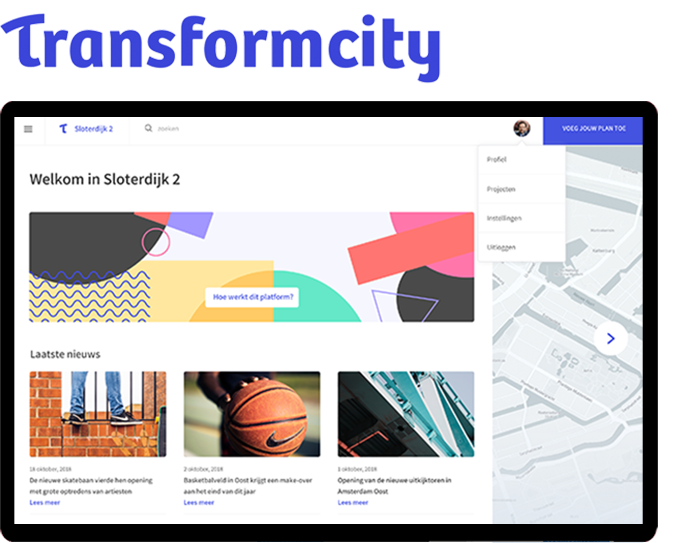 Transformcity
Sloterdijk 2
zoeken
VOEG JOUW PLAN TOE
Profiel
Projecten
Instellingen
Uitloggen
Welkom in Sloterdijk 2
Hoe werkt dit platform?
Laatste nieuws
18 oktober, 2018
De nieuwe skatebaan vierde hen opening
met grote optredens van artiesten
Lees meer
2 oktober, 2018
Basketbalveld in Oost krijgt een make-over
aan het eind van dit jaar
Lees meer
1 oktober, 2018
Opening van de nieuwe uitkijktoren in
Amsterdam Oost
Lees meer